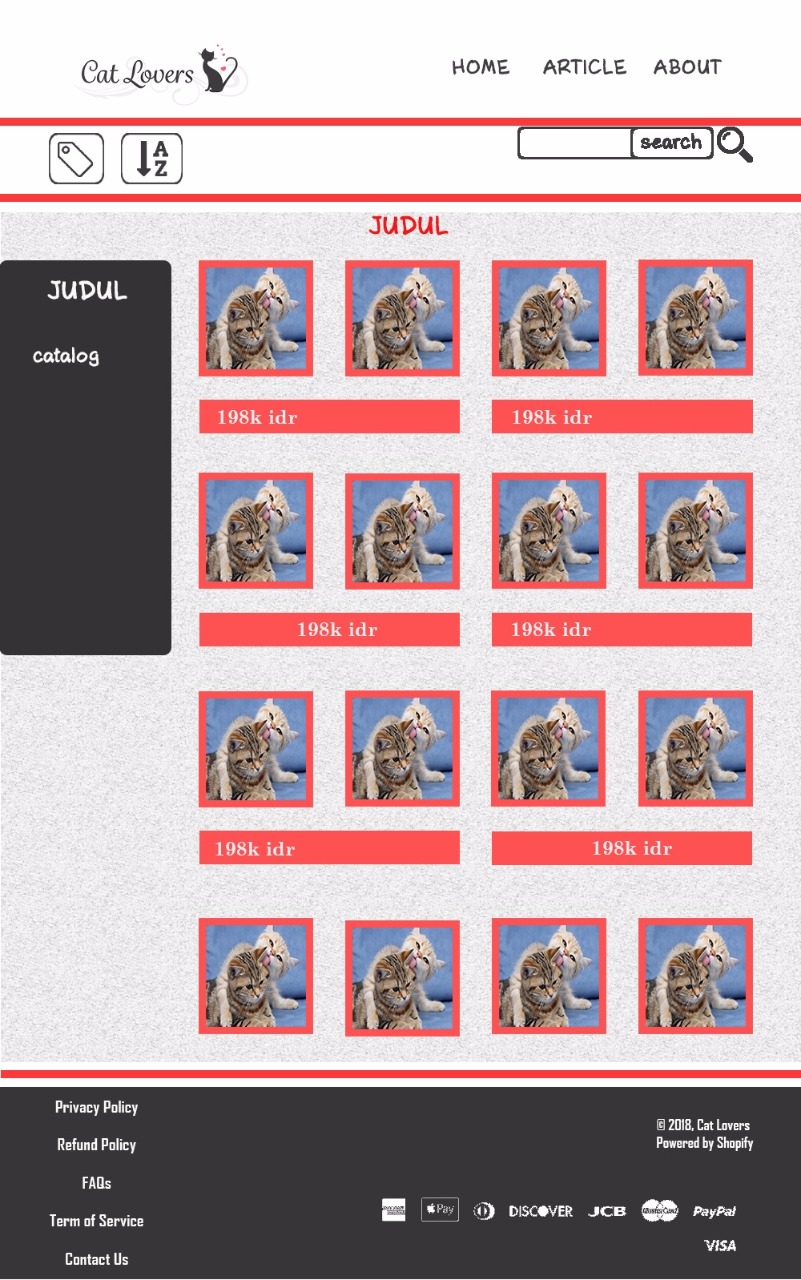 Cat Lovers
HOME ARTICLE ABOUT
A
Z
search
JUDUL
JUDUL
catalog
198k idr 198k idr
198k idr 198k idr
198k idr 198k idr
Privacy Policy
Refund Policy
FAQs
Term of Service
Contact Us
© 2018, Cat Lovers
Powered by Shopify
Pay DISCOVER JCB MasterCard PayPal
VISA